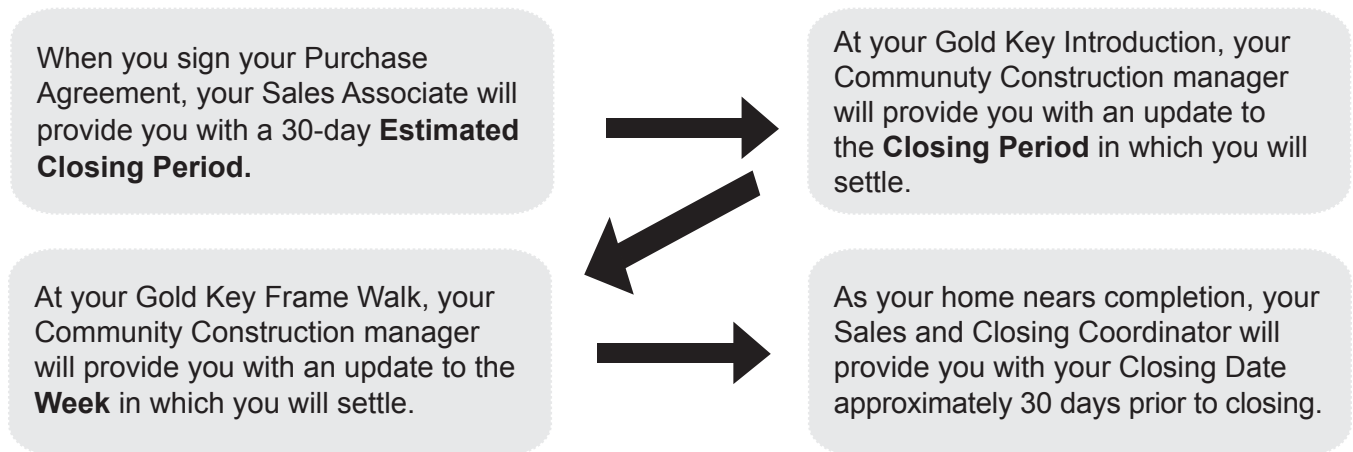 When you sign your Purchase
Agreement, your Sales Associate will
provide you with a 30-day Estimated
Closing Period.
At your Gold Key Introduction, your
Communuty Construction manager
will provide you with an update to
the Closing Period in which you will
settle.
At your Gold Key Frame Walk, your
Community Construction manager
will provide you with an update to the
Week in which you will settle.
As your home nears completion, your
Sales and Closing Coordinator will
provide you with your Closing Date
approximately 30 days prior to closing.